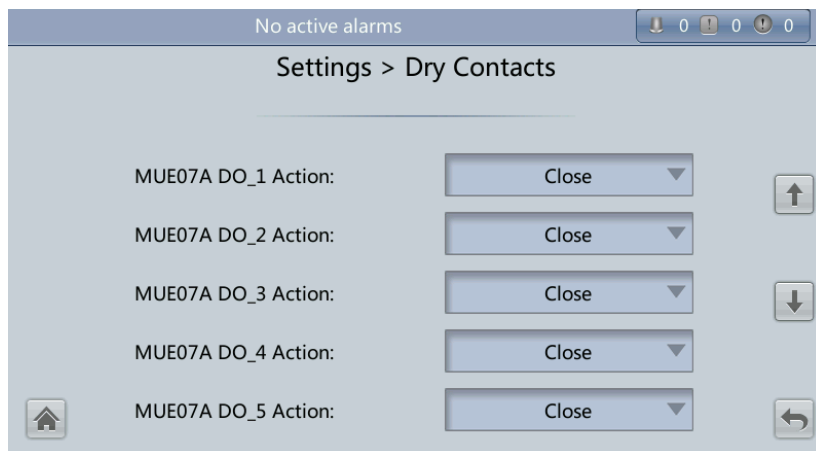 No active alarms
0 0 0
Settings > Dry Contacts
MUE07A DO_1 Action: Close
MUE07A DO_2 Action: Close
MUE07A DO_3 Action: Close
MUE07A DO_4 Action: Close
MUE07A DO_5 Action: Close